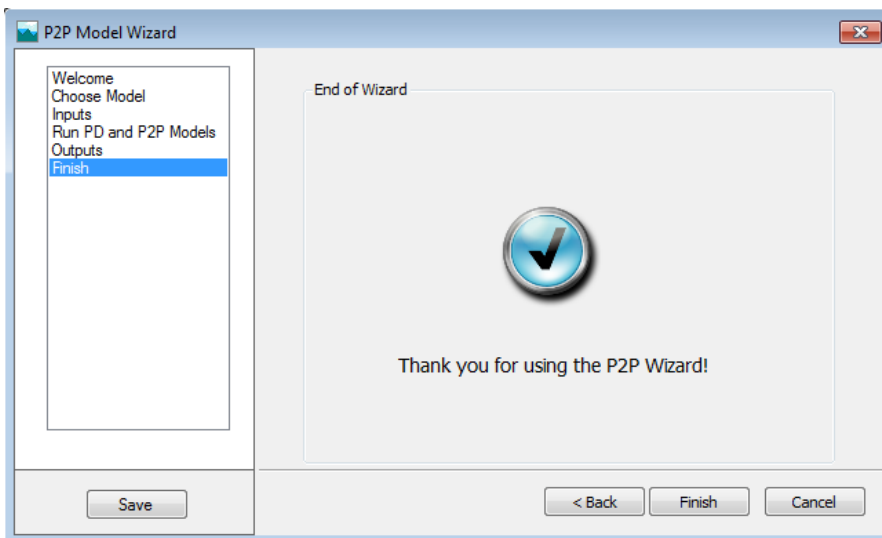 P2P Model Wizard
Welcome
Choose Model
Inputs
Run PD and P2P Models
Outputs
Finish
End of Wizard
Thank you for using the P2P Wizard!
Save
< Back
Finish
Cancel